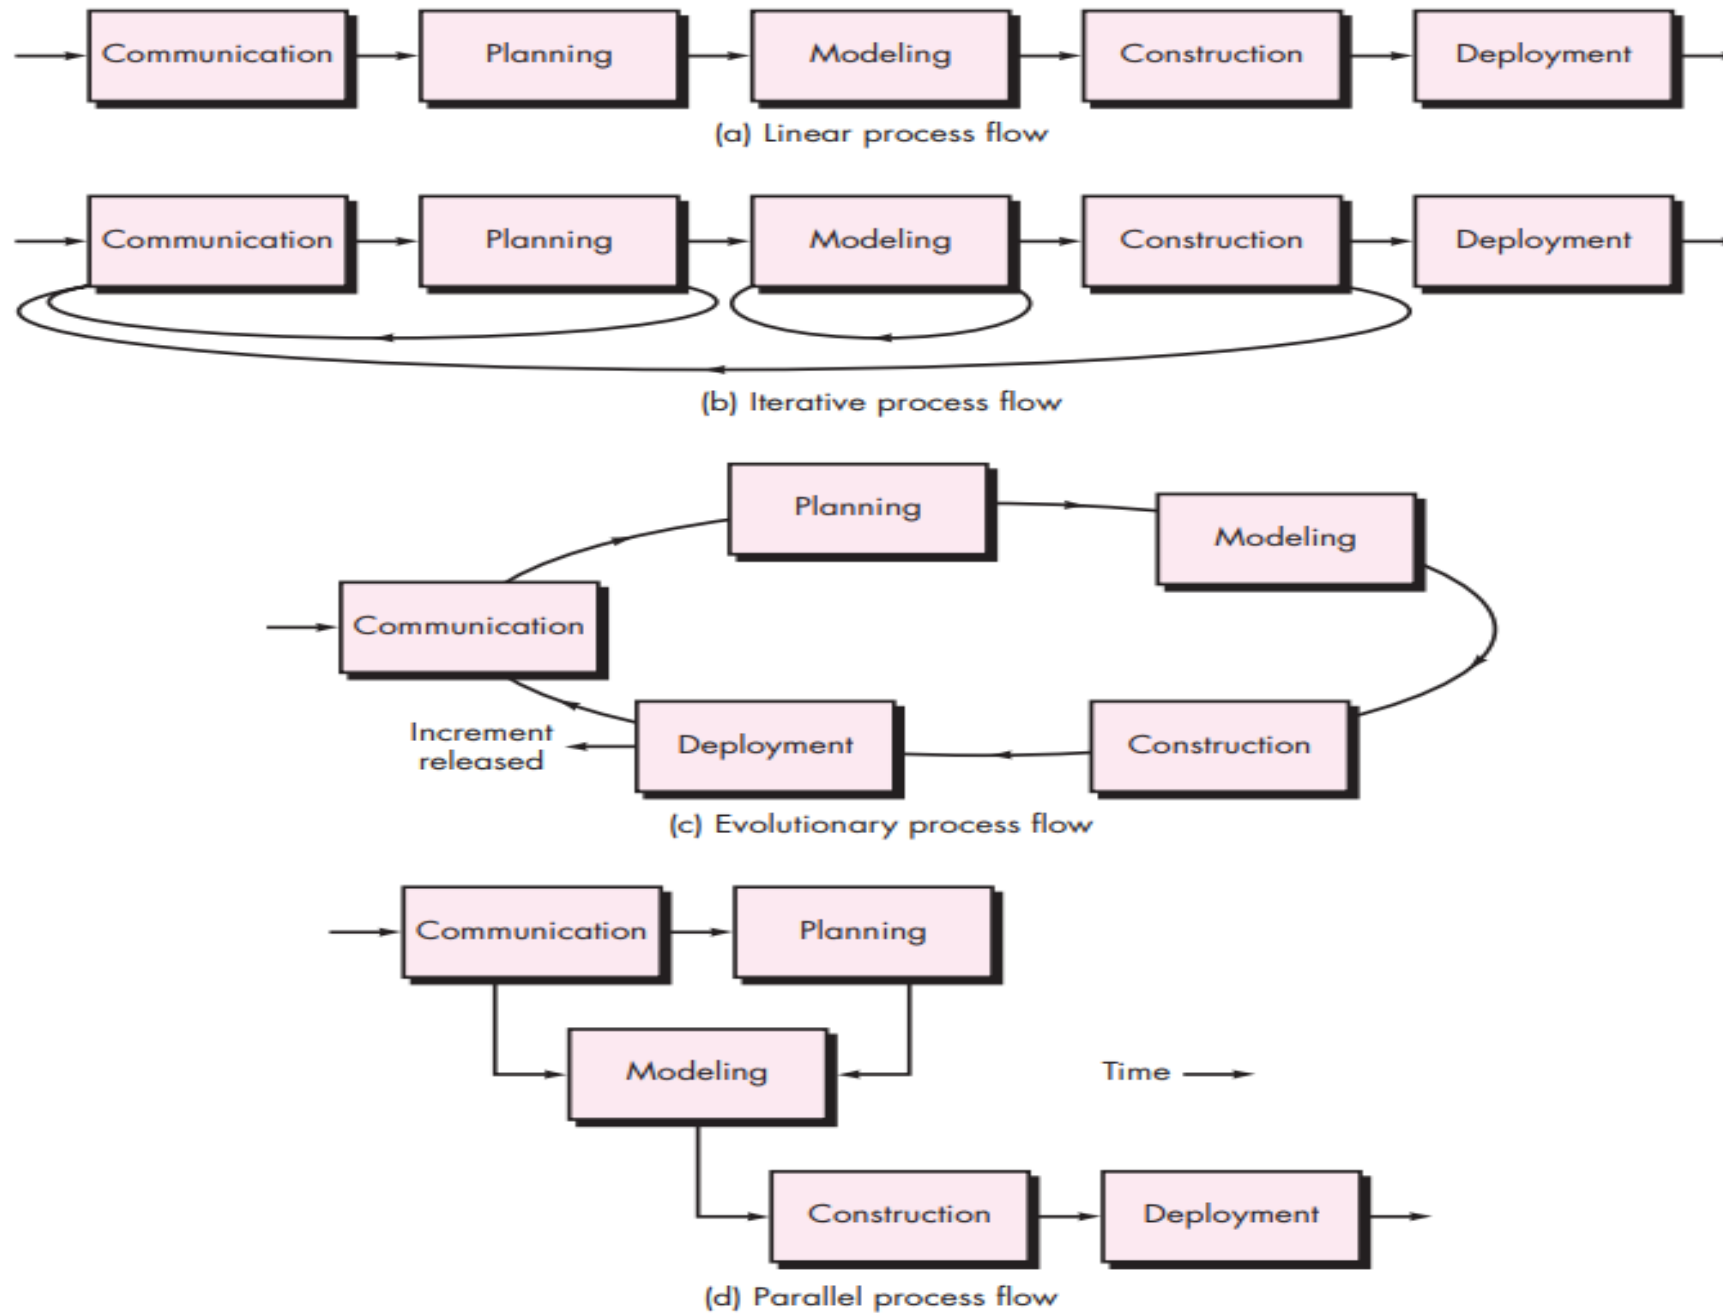 Communication Planning Modeling Construction Deployment
(a) Linear process flow
Communication Planning Modeling Construction Deployment
(b) Iterative process flow
Planning
Modeling
Communication
Increment
released
Deployment
Construction
(c) Evolutionary process flow
Communication Planning
Modeling
Time
Construction Deployment
(d) Parallel process flow